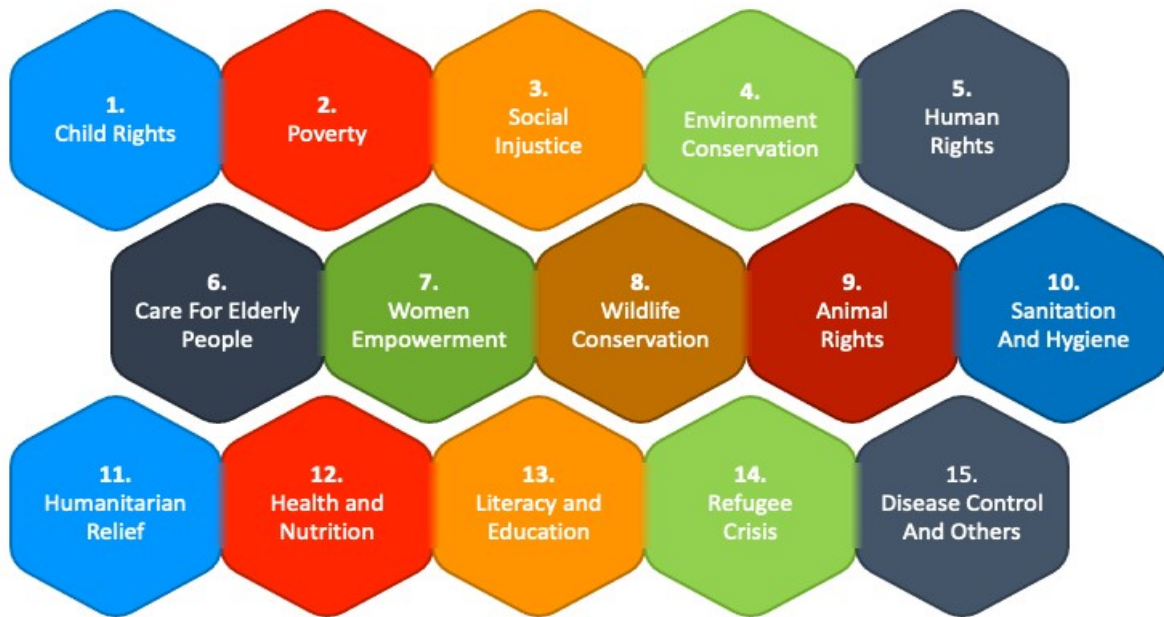 1.
Child Rights
2.
Poverty
3.
Social
Injustice
4.
Environment
Conservation
5.
Human
Rights
6.
Care For Elderly
People
7.
Women
Empowerment
8.
Wildlife
Conservation
9.
Animal
Rights
10.
Sanitation
And Hygiene
11.
Humanitarian
Relief
12.
Health and
Nutrition
13.
Literacy and
Education
14.
Refugee
Crisis
15.
Disease Control
And Others